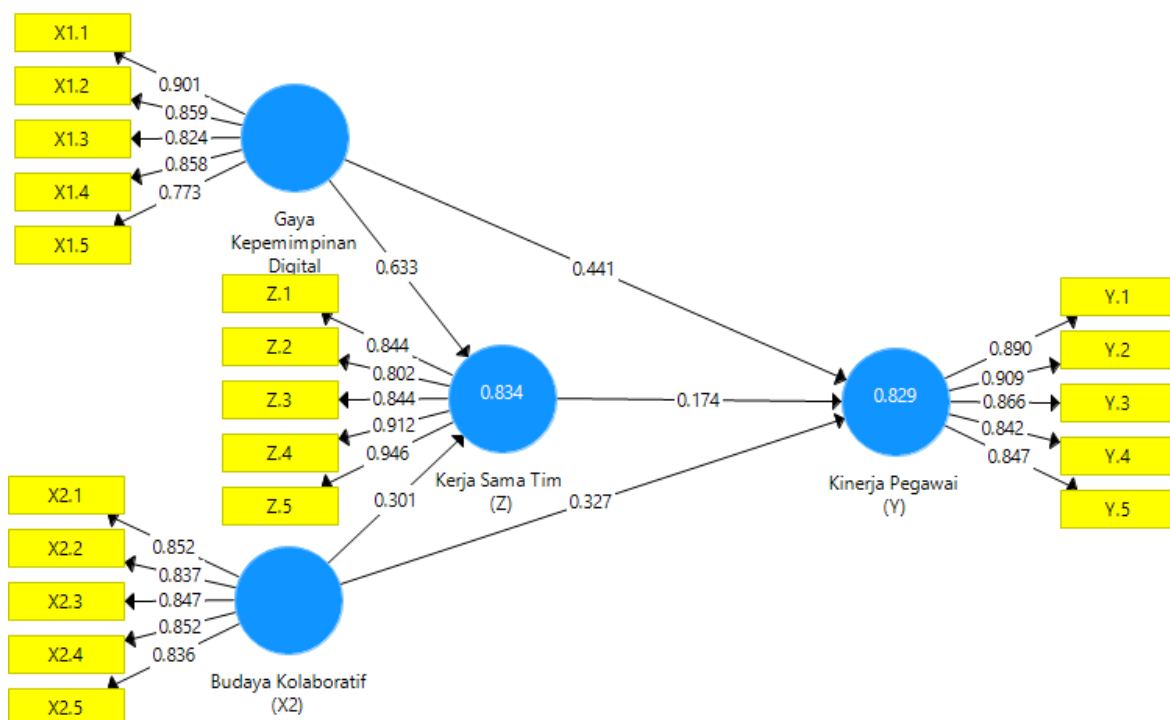 X1.1
X1.2
X1.3
X1.4
X1.5
0.901
0.859
0.824
0.858
0.773
Gaya
Kepemimpinan
Digital
0.633
0.441
Z.1
Z.2
Z.3
Z.4
Z.5
0.844
0.802
0.844
0.912
0.946
0.834
Kerja Sama Tim
(Z)
0.174
0.301
0.327
0.829
Kinerja Pegawai
(Y)
0.890
0.909
0.866
0.842
0.847
Y.1
Y.2
Y.3
Y.4
Y.5
X2.1
X2.2
X2.3
X2.4
X2.5
0.852
0.837
0.847
0.852
0.836
Budaya Kolaboratif
(X2)